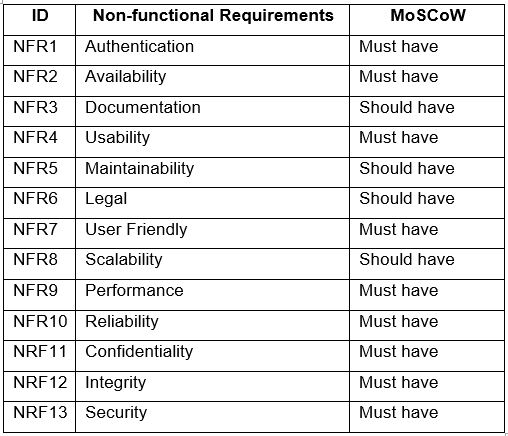 ID Non-functional Requirements MoSCoW
NFR1 Authentication Must have
NFR2 Availability Must have
NFR3 Documentation Should have
NFR4 Usability Must have
NFR5 Maintainability Should have
NFR6 Legal Should have
NFR7 User Friendly Must have
NFR8 Scalability Should have
NFR9 Performance Must have
NFR10 Reliability Must have
NRF11 Confidentiality Must have
NRF12 Integrity Must have
NRF13 Security Must have